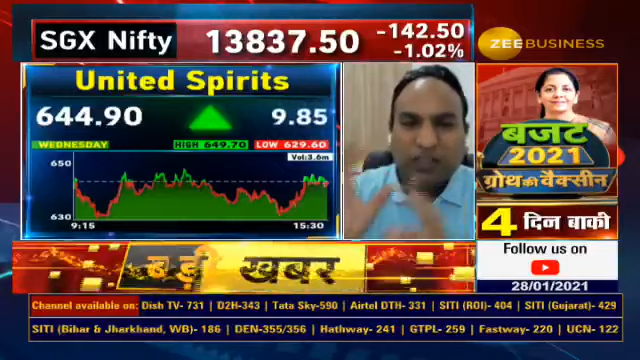 SGX Nifty 13837.50 -142.50
-1.02%
ZEE BUSINESS
United Spirits
644.90 9.85
WEDNESDAY HIGH 649.70 LOW 629.60
Vol:3.6m
650
630
9:15 15:30
बजट
2021
ग्रोथ की वैक्सीन
4 दिन बाकी
बड़ी खबर
Follow us on
28/01/2021
Channel available on: Dish TV - 731 | D2H-343 | Tata Sky-590 | Airtel DTH- 331 | SITI (ROI)- 404 | SITI (Gujarat)- 429
SITI (Bihar & Jharkhand, WB)- 186 | DEN-355/356 | Hathway- 241 | GTPL- 259 | Fastway- 220 | UCN- 122